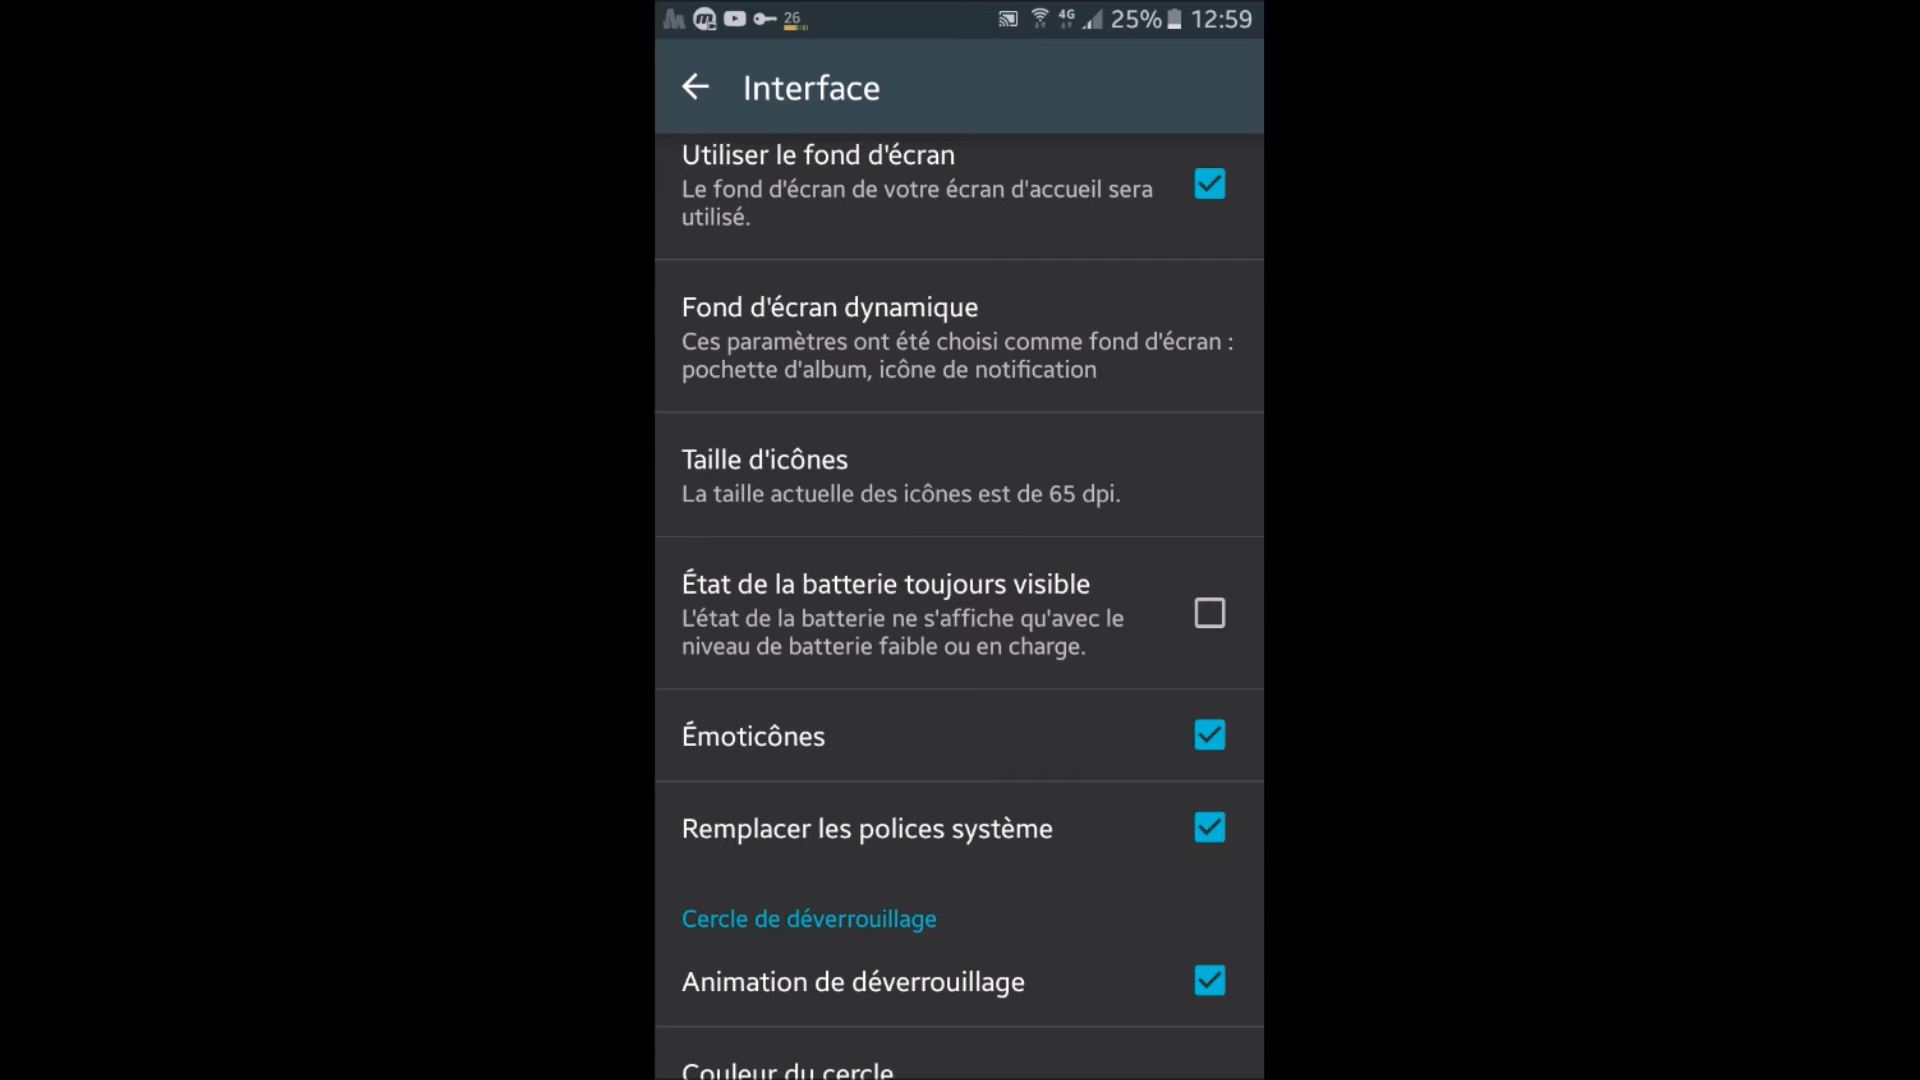 26 4G 25% 12:59
Interface
Utiliser le fond d'écran
Le fond d'écran de votre écran d'accueil sera
utilisé.
Fond d'écran dynamique
Ces paramètres ont été choisi comme fond d'écran :
pochette d'album, icône de notification
Taille d'icônes
La taille actuelle des icônes est de 65 dpi.
État de la batterie toujours visible
L'état de la batterie ne s'affiche qu'avec le
niveau de batterie faible ou en charge.
Émoticônes
Remplacer les polices système
Cercle de déverrouillage
Animation de déverrouillage
Couleur du cercle